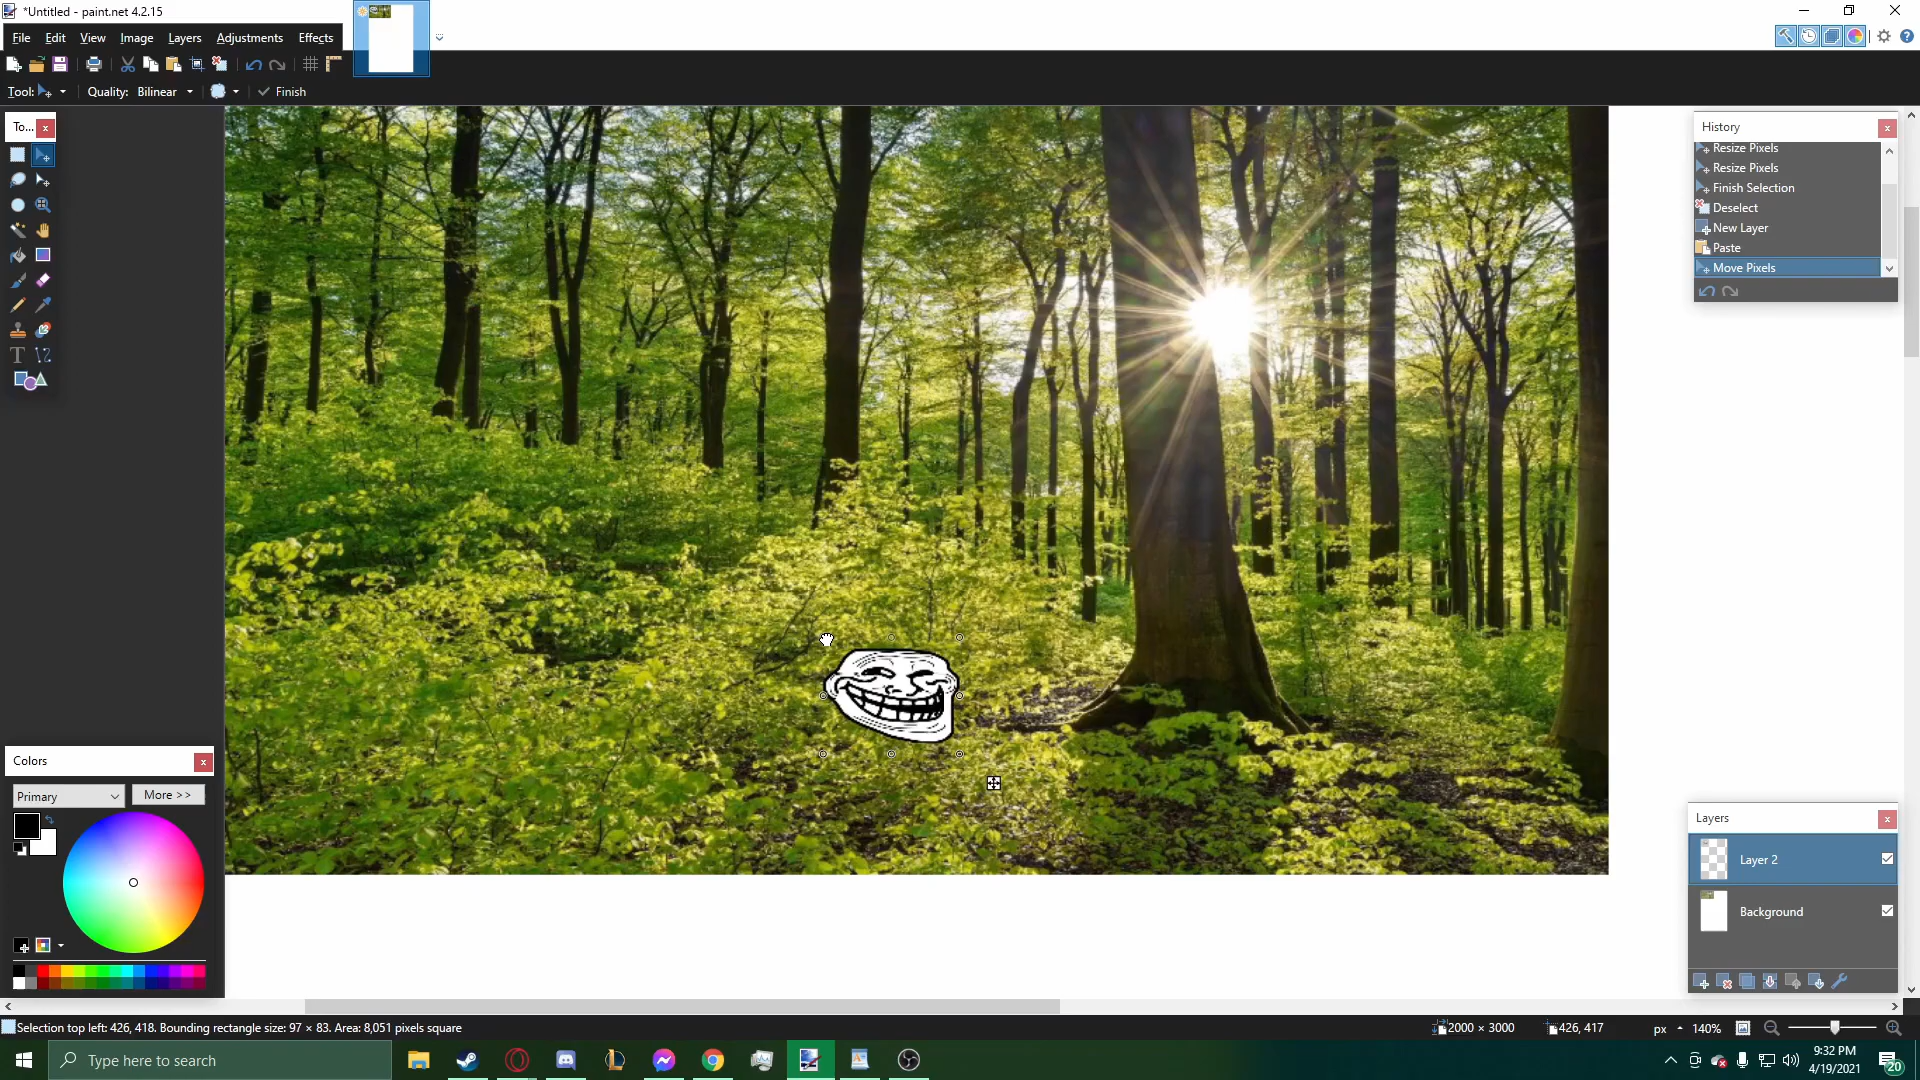 *Untitled - paint.net 4.2.15
File Edit View Image Layers Adjustments Effects
Tool: Quality: Bilinear Finish
To...
History
Resize Pixels
Resize Pixels
Finish Selection
Deselect
New Layer
Paste
Move Pixels
Colors
Primary More >>
Layers
Layer 2
Background
Selection top left: 426, 418. Bounding rectangle size: 97 × 83. Area: 8,051 pixels square
2000 × 3000 426, 417 px 140%
Type here to search
9:32 PM
4/19/2021
20